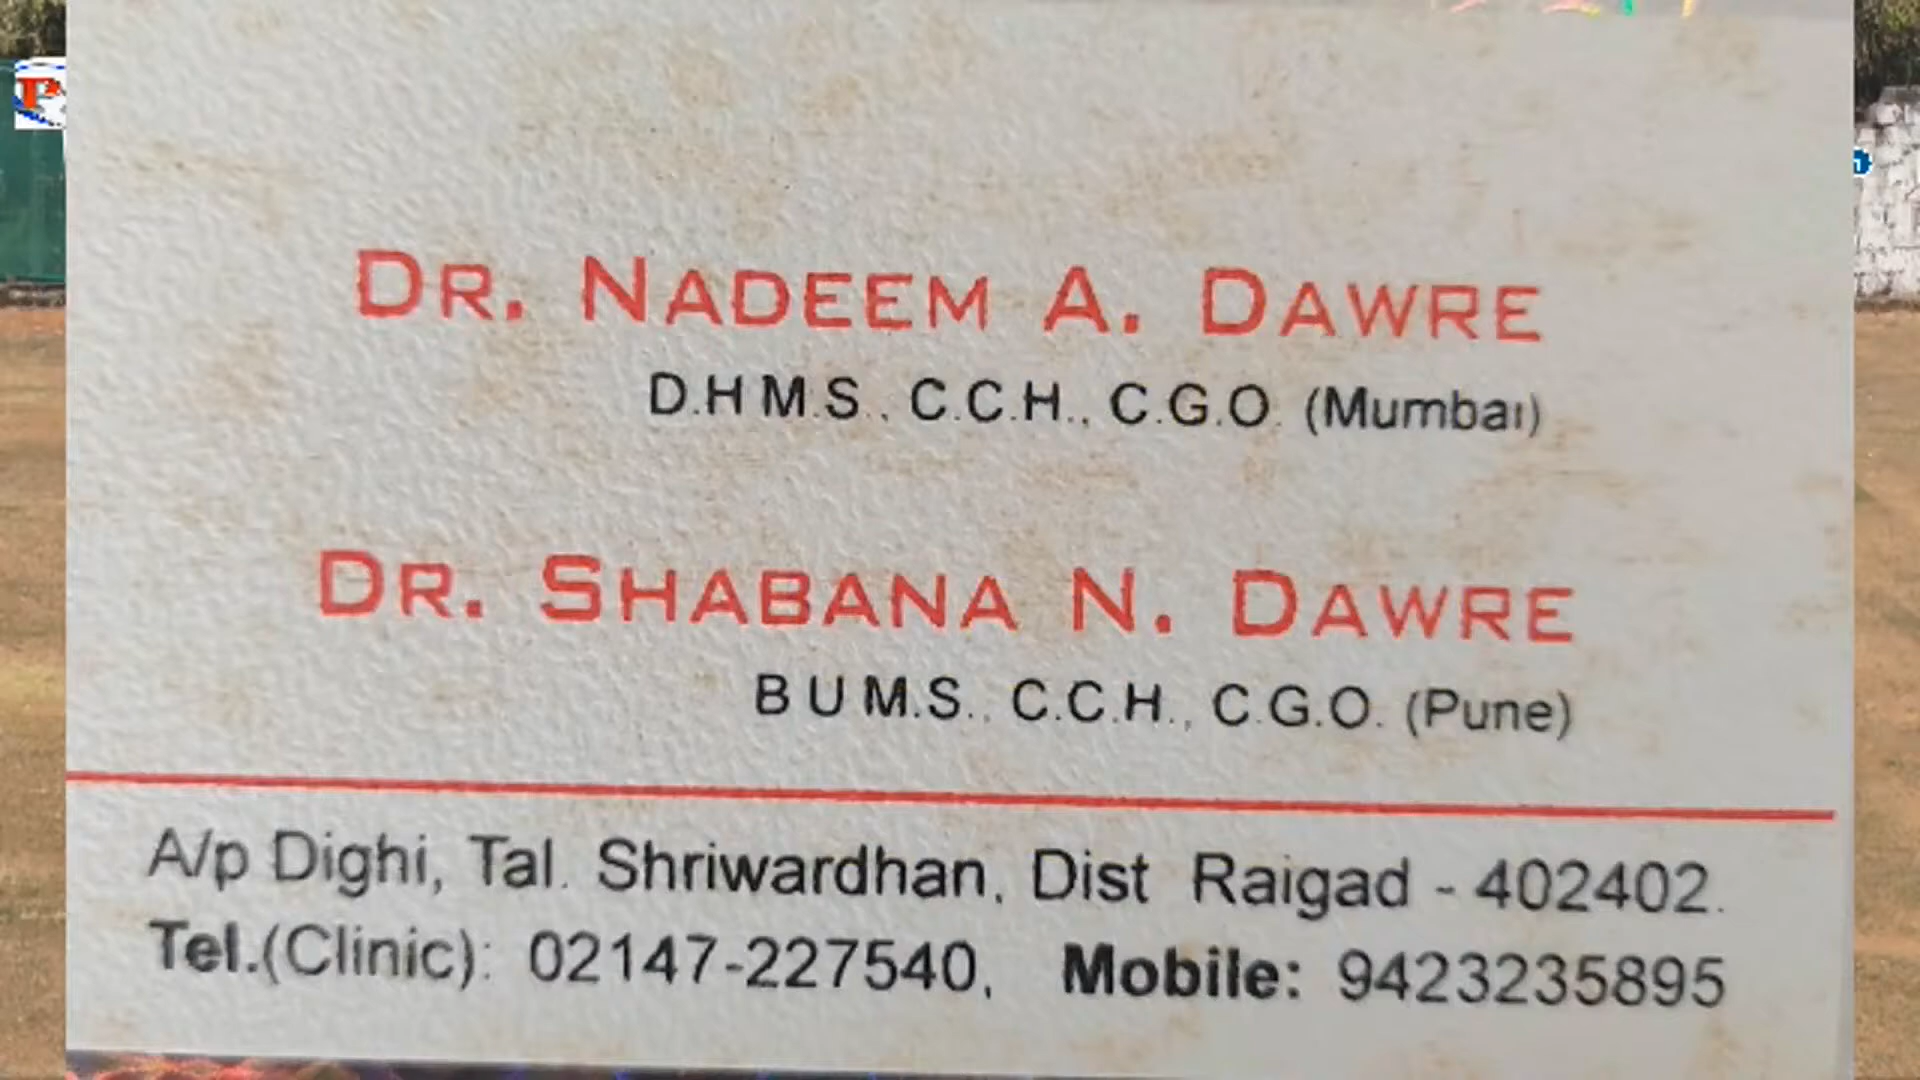 DR. NADEEM A. DAWRE
D.H.M.S., C.C.H., C.G.O. (Mumbai)
DR. SHABANA N. DAWRE
B.U.M.S., C.C.H., C.G.O. (Pune)
A/p Dighi, Tal. Shriwardhan, Dist Raigad - 402402.
Tel.(Clinic): 02147-227540, Mobile: 9423235895